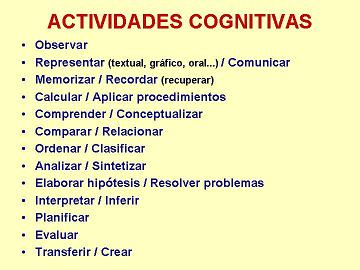 ACTIVIDADES COGNITIVAS
• Observar
• Representar (textual, gráfico, oral...) / Comunicar
• Memorizar / Recordar (recuperar)
• Calcular / Aplicar procedimientos
• Comprender / Conceptualizar
• Comparar / Relacionar
• Ordenar / Clasificar
• Analizar / Sintetizar
• Elaborar hipótesis / Resolver problemas
• Interpretar / Inferir
• Planificar
• Evaluar
• Transferir / Crear